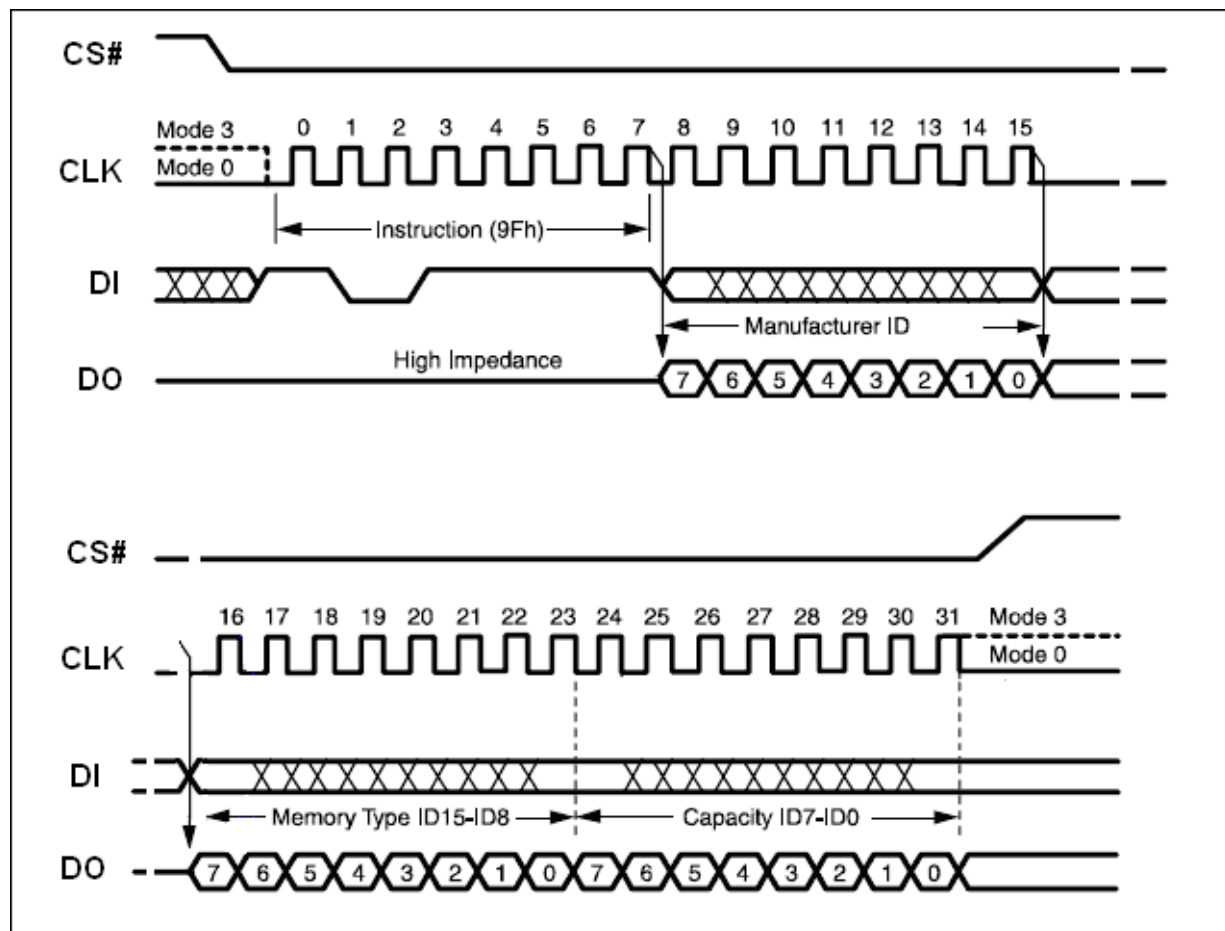 CS#
Mode 3 0 1 2 3 4 5 6 7 8 9 10 11 12 13 14 15
CLK Mode 0
Instruction (9Fh)
DI
Manufacturer ID
High Impedance
DO 7 6 5 4 3 2 1 0
CS#
16 17 18 19 20 21 22 23 24 25 26 27 28 29 30 31 Mode 3
CLK Mode 0
DI
Memory Type ID15-ID8 Capacity ID7-ID0
DO 7 6 5 4 3 2 1 0 7 6 5 4 3 2 1 0